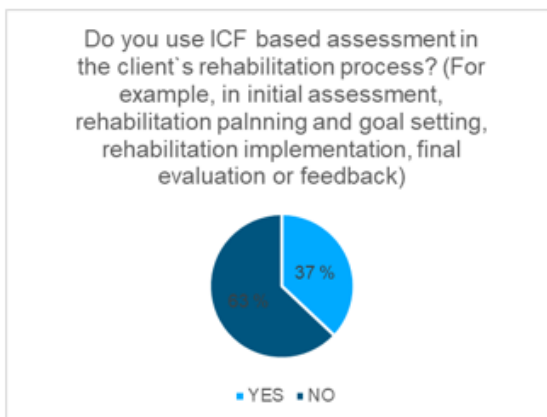 Do you use ICF based assessment in
the client`s rehabilitation process? (For
example, in initial assessment,
rehabilitation palnning and goal setting,
rehabilitation implementation, final
evaluation or feedback)
37 %
63 %
YES NO